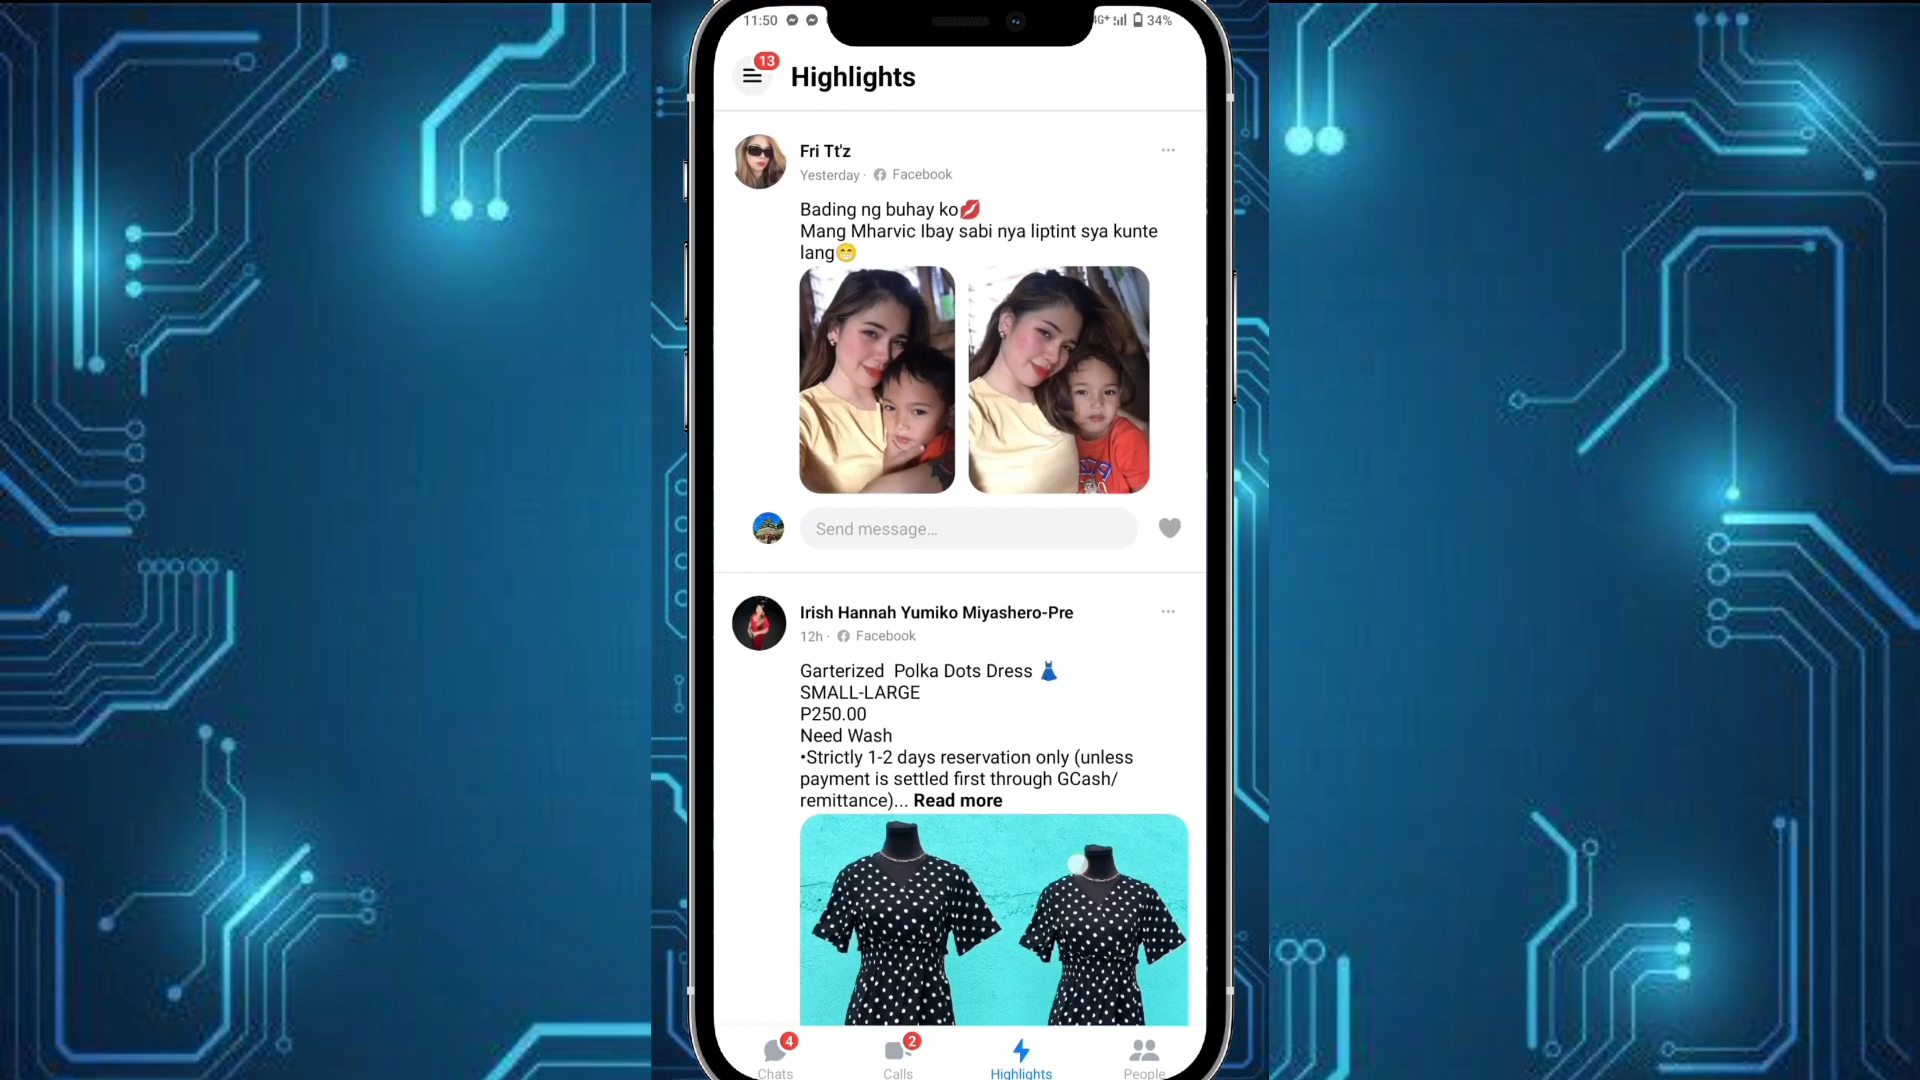 11:50
4G+ 34%
13
Highlights
Fri Tt'z
Yesterday · Facebook
Bading ng buhay ko💋
Mang Mharvic Ibay sabi nya liptint sya kunte
lang😁
Send message...
Irish Hannah Yumiko Miyashero-Pre
12h · Facebook
Garterized  Polka Dots Dress 👗
SMALL-LARGE
P250.00
Need Wash
•Strictly 1-2 days reservation only (unless
payment is settled first through GCash/
remittance)... Read more
4 2
Chats Calls Highlights People